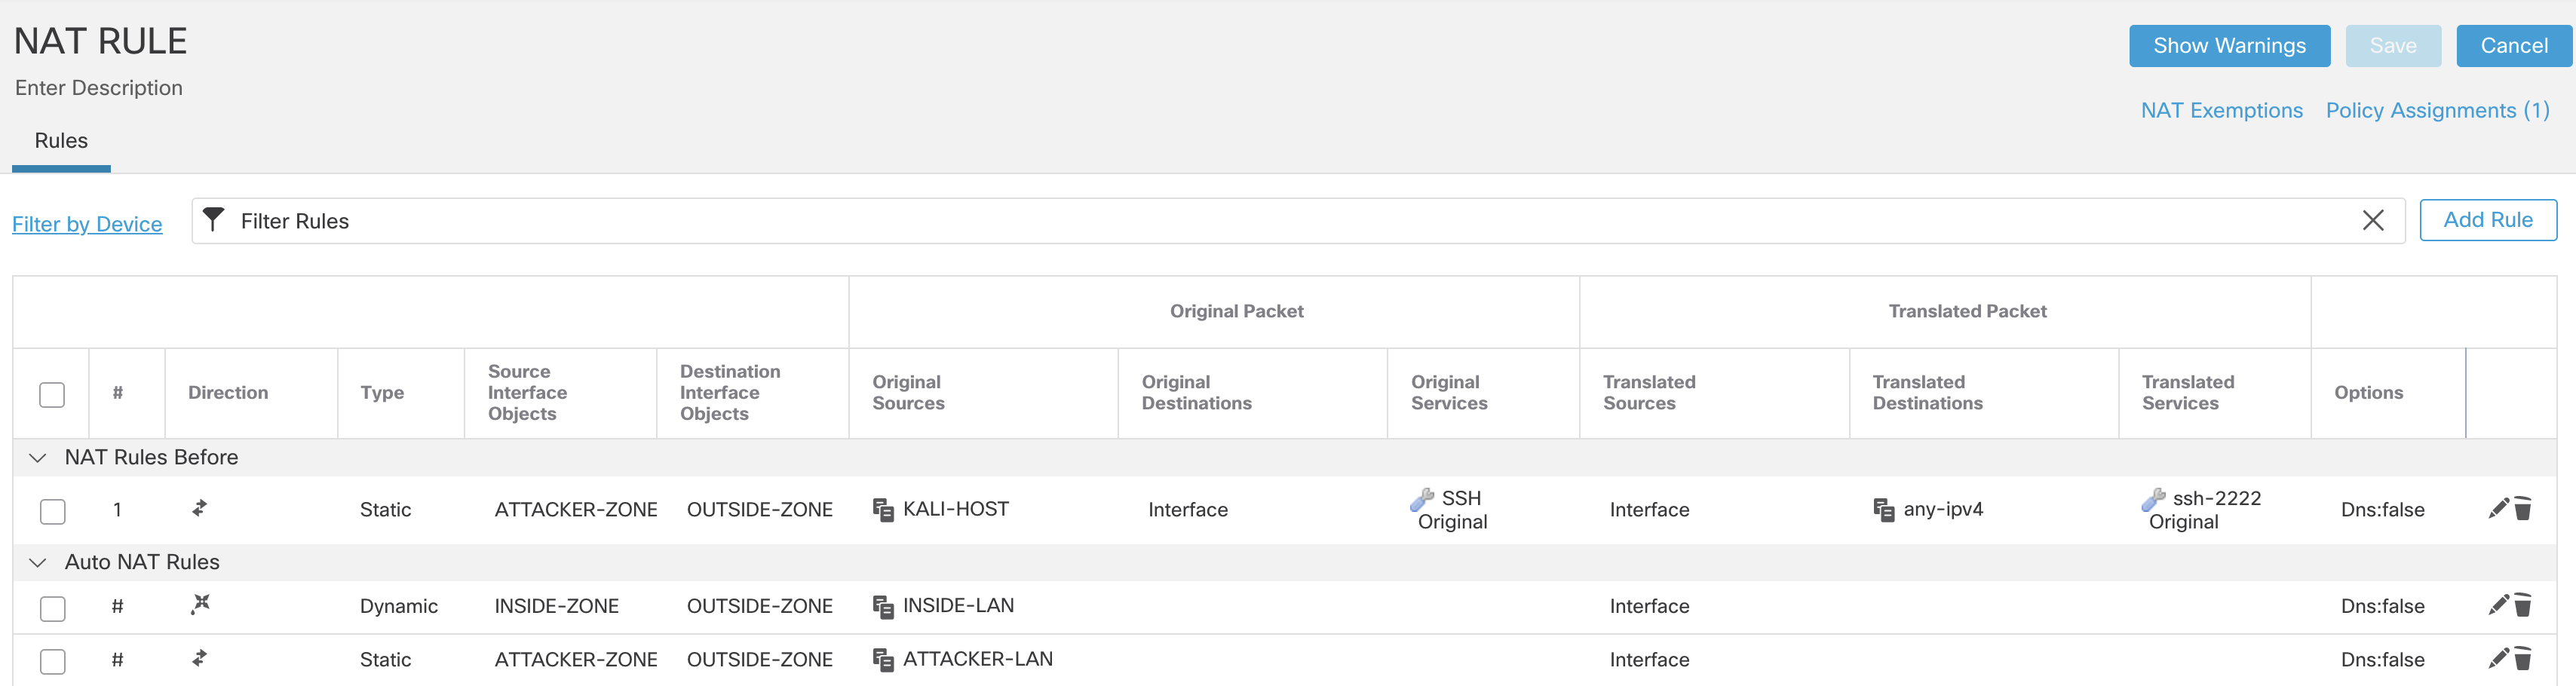 NAT RULE
Show Warnings Save Cancel
Enter Description
NAT Exemptions Policy Assignments (1)
Rules
Filter by Device Filter Rules Add Rule
Original Packet Translated Packet
# Direction Type Source Interface Objects Destination Interface Objects Original Sources Original Destinations Original Services Translated Sources Translated Destinations Translated Services Options
NAT Rules Before
1 Static ATTACKER-ZONE OUTSIDE-ZONE KALI-HOST Interface SSH Original Interface any-ipv4 ssh-2222 Original Dns:false
Auto NAT Rules
# Dynamic INSIDE-ZONE OUTSIDE-ZONE INSIDE-LAN Interface Dns:false
# Static ATTACKER-ZONE OUTSIDE-ZONE ATTACKER-LAN Interface Dns:false